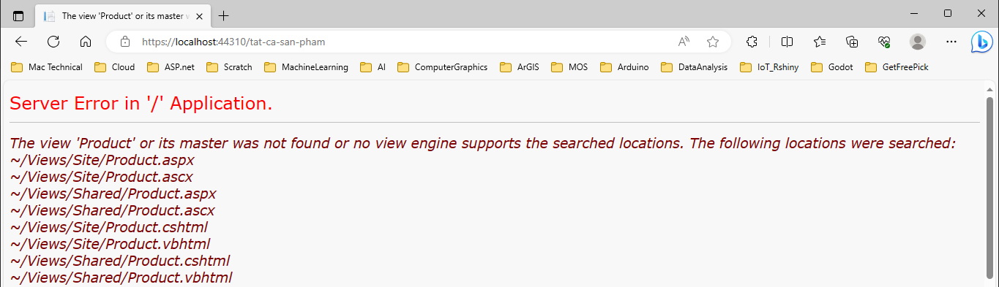 The view 'Product' or its master w
https://localhost:44310/tat-ca-san-pham
Mac Technical Cloud ASP.net Scratch MachineLearning AI ComputerGraphics ArGIS MOS Arduino DataAnalysis IoT_Rshiny Godot GetFreePick
Server Error in '/' Application.
The view 'Product' or its master was not found or no view engine supports the searched locations. The following locations were searched:
~/Views/Site/Product.aspx
~/Views/Site/Product.ascx
~/Views/Shared/Product.aspx
~/Views/Shared/Product.ascx
~/Views/Site/Product.cshtml
~/Views/Site/Product.vbhtml
~/Views/Shared/Product.cshtml
~/Views/Shared/Product.vbhtml